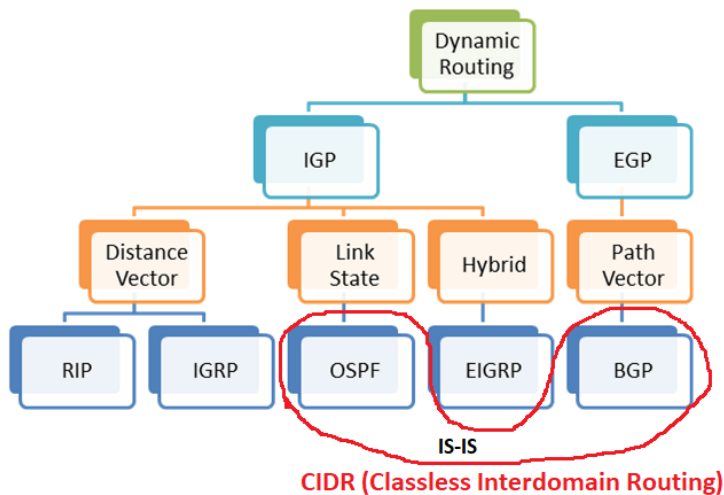 Dynamic
Routing
IGP
EGP
Distance
Vector
Link
State
Hybrid
Path
Vector
RIP
IGRP
OSPF
EIGRP
BGP
IS-IS
CIDR (Classless Interdomain Routing)